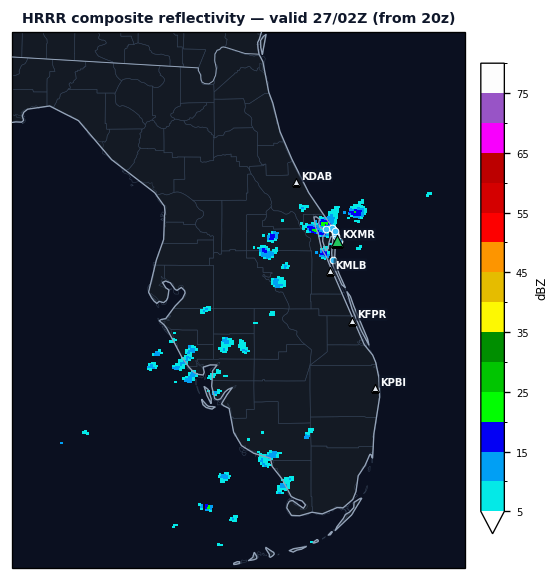 HRRR composite reflectivity — valid 27/02Z (from 20z)
KDAB
KXMR
KMLB
KFPR
KPBI
75
65
55
45
35
25
15
5
dBZ